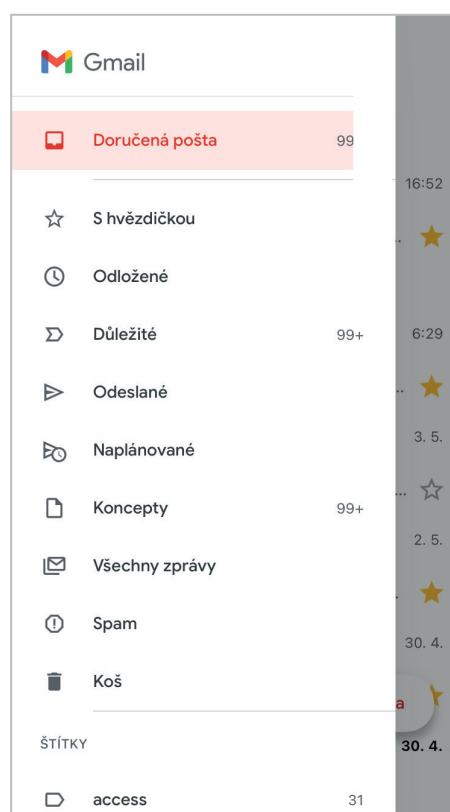 Gmail
Doručená pošta 99
16:52
S hvězdičkou
Odložené
Důležité 99+ 6:29
Odeslané
3. 5.
Naplánované
Koncepty 99+
2. 5.
Všechny zprávy
Spam
30. 4.
Koš
a
ŠTÍTKY 30. 4.
access 31